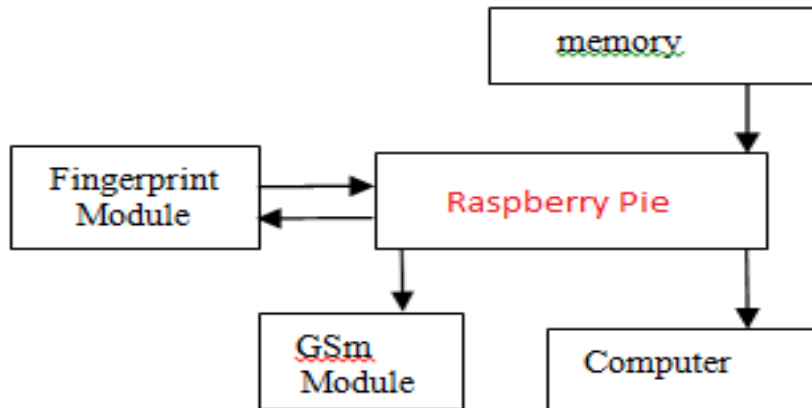 memory
Fingerprint
Module
Raspberry Pie
GSm
Module
Computer